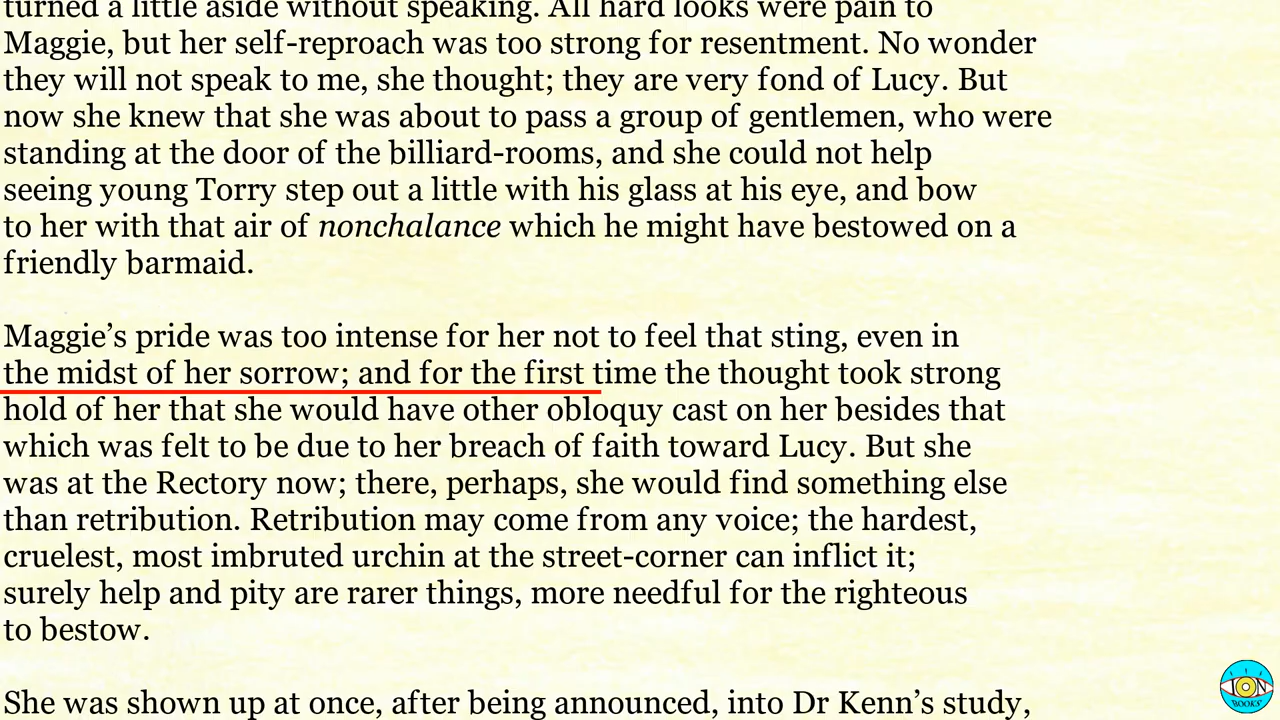 turned a little aside without speaking. All hard looks were pain to
Maggie, but her self-reproach was too strong for resentment. No wonder
they will not speak to me, she thought; they are very fond of Lucy. But
now she knew that she was about to pass a group of gentlemen, who were
standing at the door of the billiard-rooms, and she could not help
seeing young Torry step out a little with his glass at his eye, and bow
to her with that air of nonchalance which he might have bestowed on a
friendly barmaid.
Maggie’s pride was too intense for her not to feel that sting, even in
the midst of her sorrow; and for the first time the thought took strong
hold of her that she would have other obloquy cast on her besides that
which was felt to be due to her breach of faith toward Lucy. But she
was at the Rectory now; there, perhaps, she would find something else
than retribution. Retribution may come from any voice; the hardest,
cruelest, most imbruted urchin at the street-corner can inflict it;
surely help and pity are rarer things, more needful for the righteous
to bestow.
She was shown up at once, after being announced, into Dr Kenn’s study,
ION
BOOKS